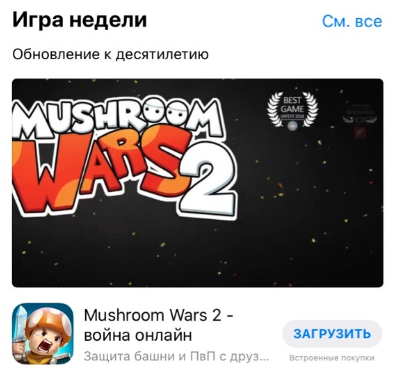 Игра недели
См. все
Обновление к десятилетию
MUSHROOM
WARS 2
BEST
GAME
Mushroom Wars 2 -
война онлайн
Защита башни и ПвП с друз...
ЗАГРУЗИТЬ
Встроенные покупки